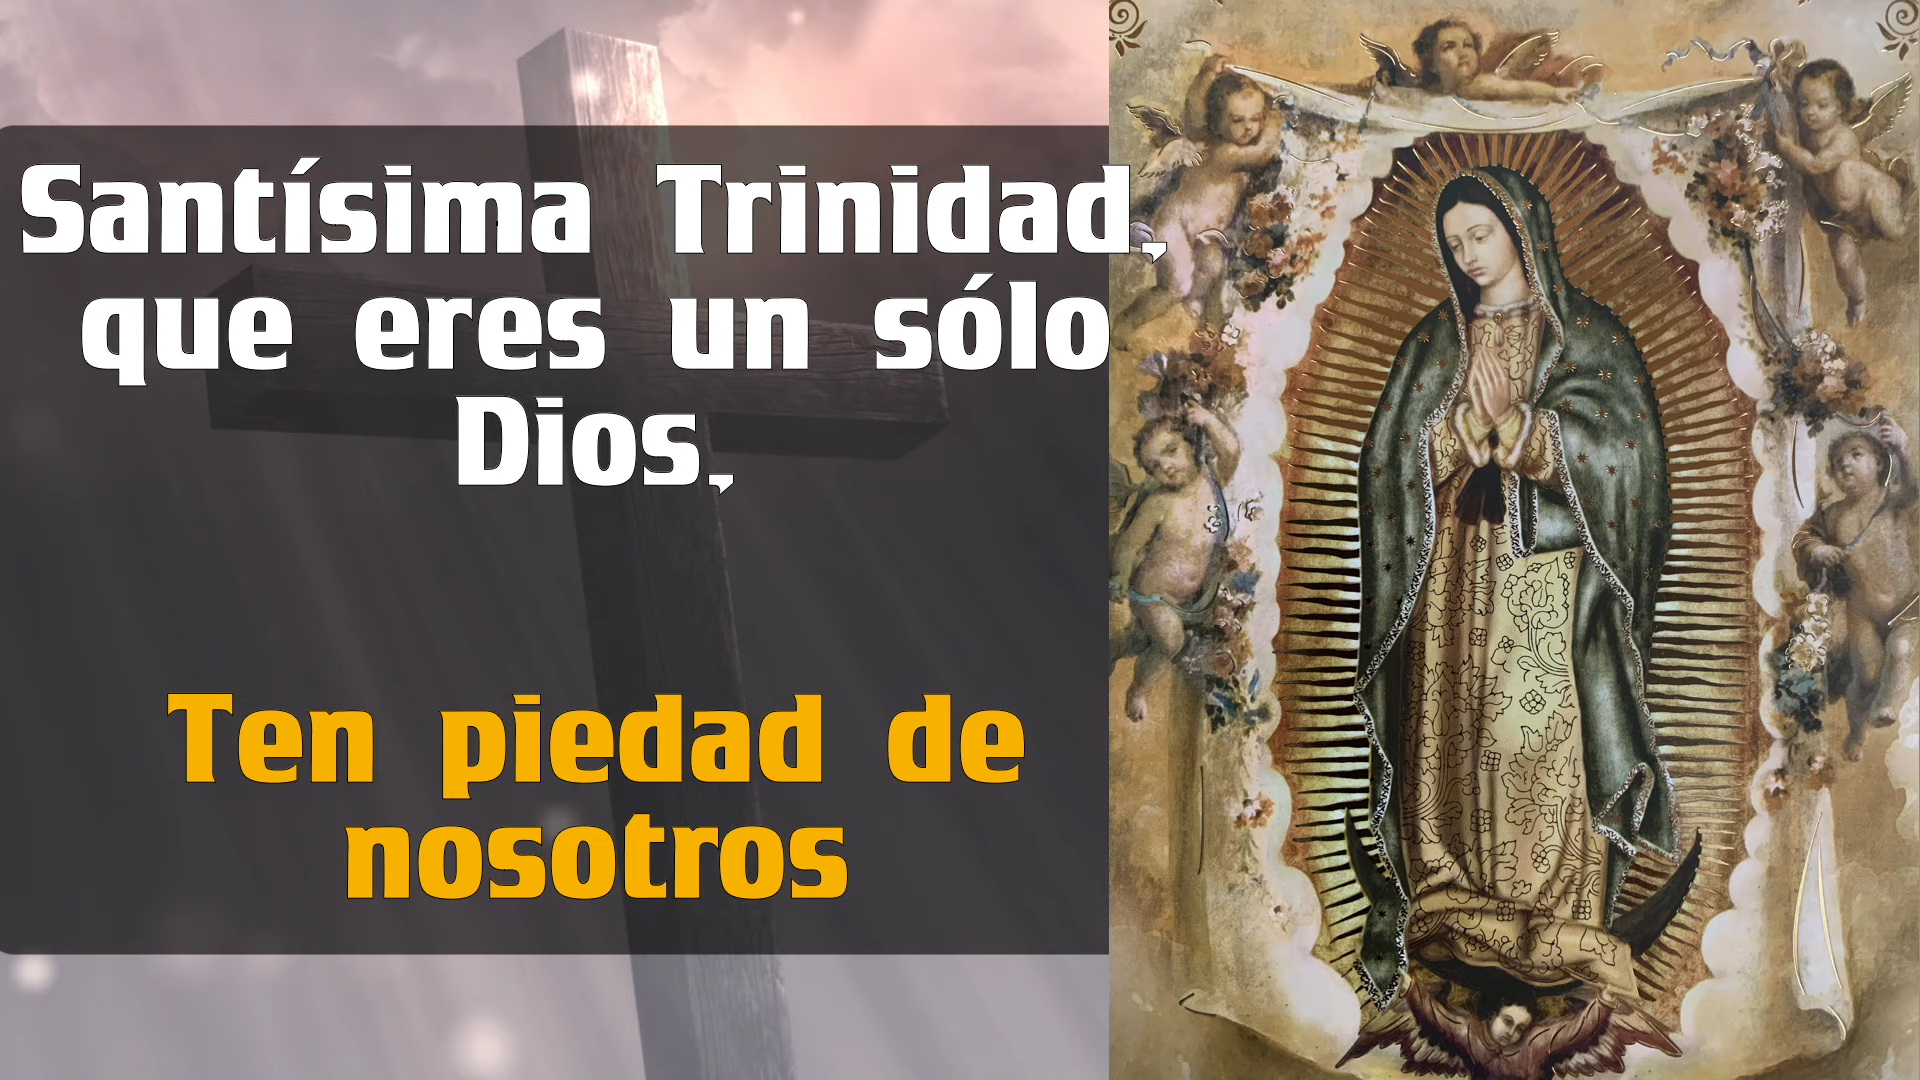 Santísima Trinidad,
que eres un sólo
Dios,
Ten piedad de
nosotros